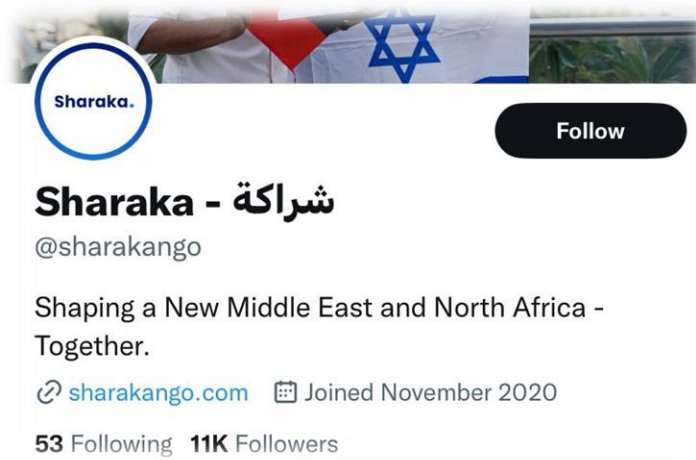 Sharaka.
Follow
Sharaka - شراكة
@sharakango
Shaping a New Middle East and North Africa -
Together.
sharakango.com Joined November 2020
53 Following 11K Followers